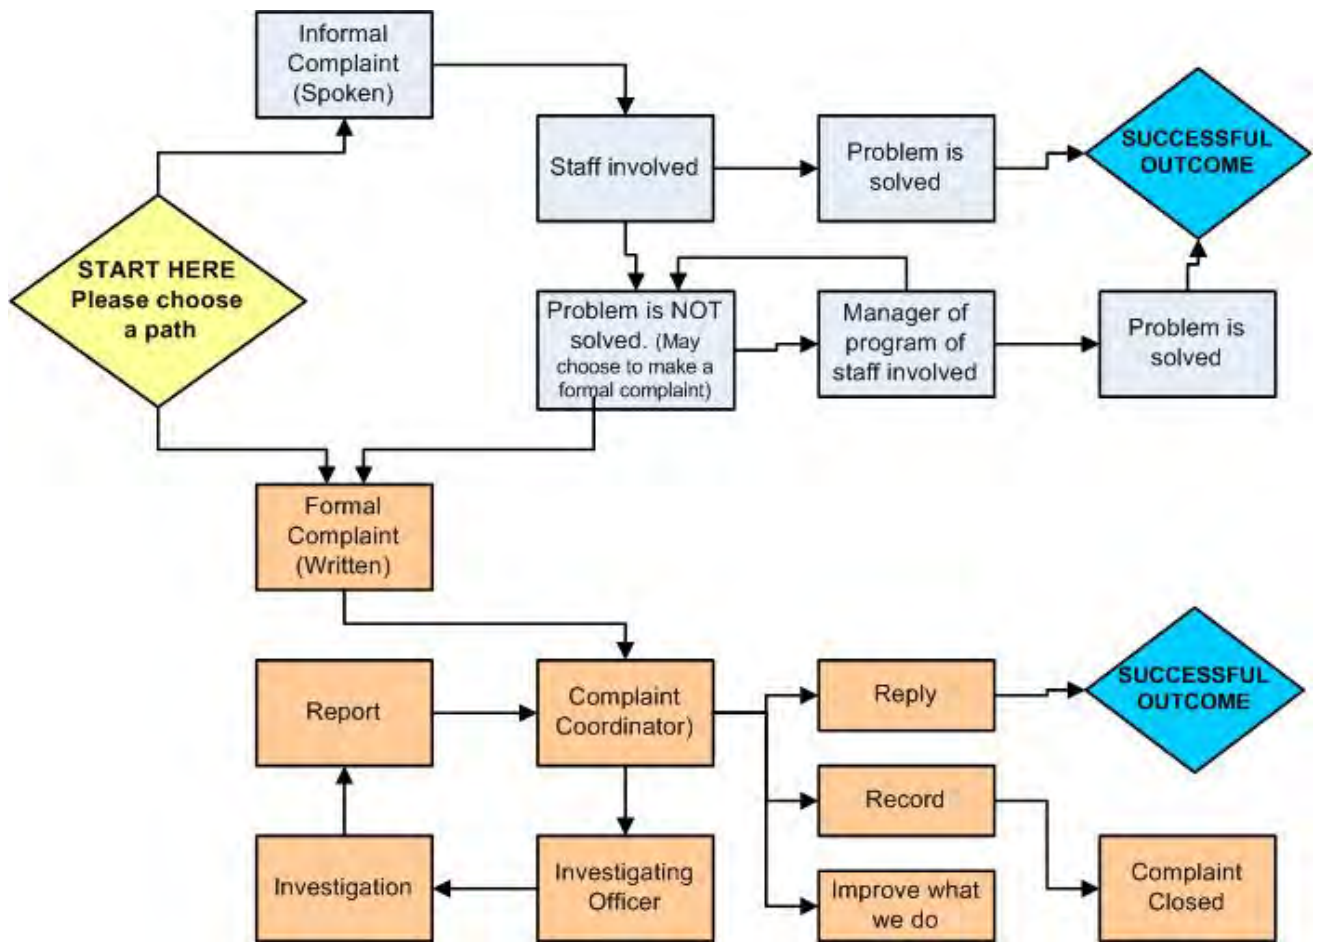 Informal
Complaint
(Spoken)
Staff involved
Problem is
solved
SUCCESSFUL
OUTCOME
START HERE
Please choose
a path
Problem is NOT
solved. (May
choose to make a
formal complaint)
Manager of
program of
staff involved
Problem is
solved
Formal
Complaint
(Written)
Report
Complaint
Coordinator)
Reply
SUCCESSFUL
OUTCOME
Record
Investigation
Investigating
Officer
Improve what
we do
Complaint
Closed